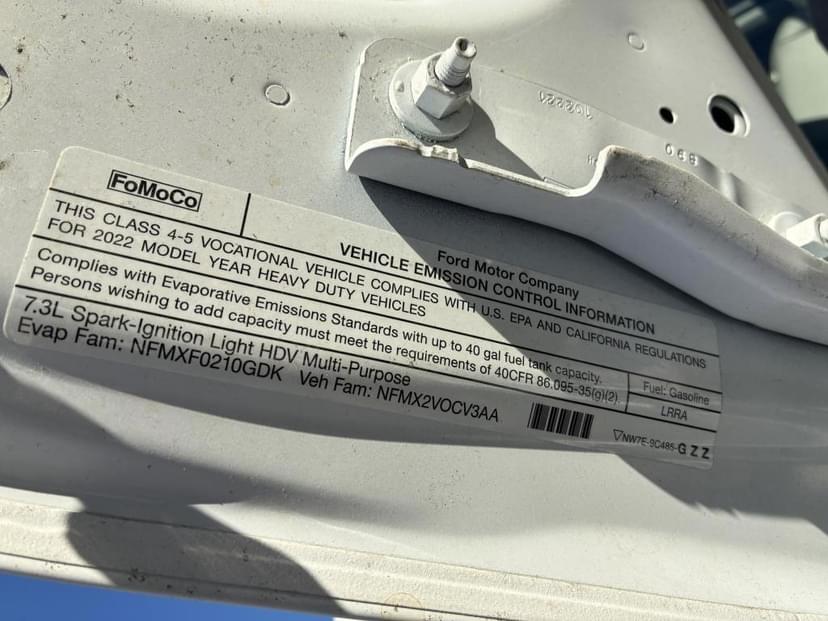 102221
090
FoMoCo
Ford Motor Company
VEHICLE EMISSION CONTROL INFORMATION
THIS CLASS 4-5 VOCATIONAL VEHICLE COMPLIES WITH U.S. EPA AND CALIFORNIA REGULATIONS
FOR 2022 MODEL YEAR HEAVY DUTY VEHICLES
Complies with Evaporative Emissions Standards with up to 40 gal fuel tank capacity.
Persons wishing to add capacity must meet the requirements of 40CFR 86.095-35(g)(2).
Fuel: Gasoline
7.3L Spark-Ignition Light HDV Multi-Purpose
LRRA
Evap Fam: NFMXF0210GDK Veh Fam: NFMX2VOCV3AA
NW7E-9C485-GZZ